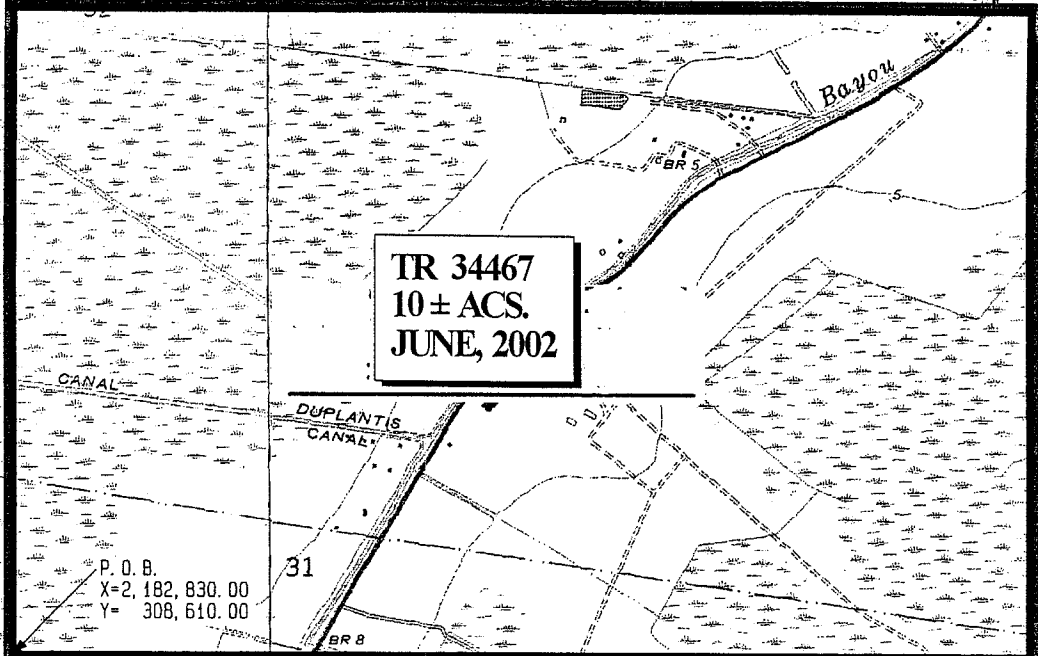 Bayou
BR 5
5
TR 34467
10 ± ACS.
JUNE, 2002
CANAL
DUPLANTIS
CANAL
31
P. O. B.
X=2, 182, 830. 00
Y= 308, 610. 00
BR 8